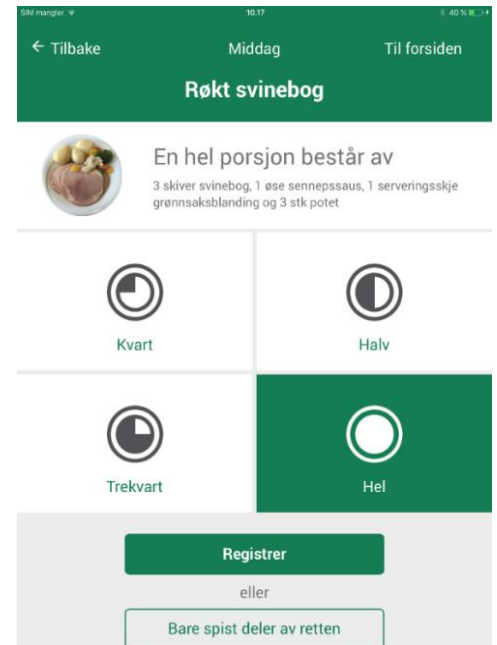 SIM mangler 10.17 40 %
← Tilbake Middag Til forsiden
Røkt svinebog
En hel porsjon består av
3 skiver svinebog, 1 øse sennepssaus, 1 serveringsskje
grønnsaksblanding og 3 stk potet
Kvart Halv
Trekvart Hel
Registrer
eller
Bare spist deler av retten